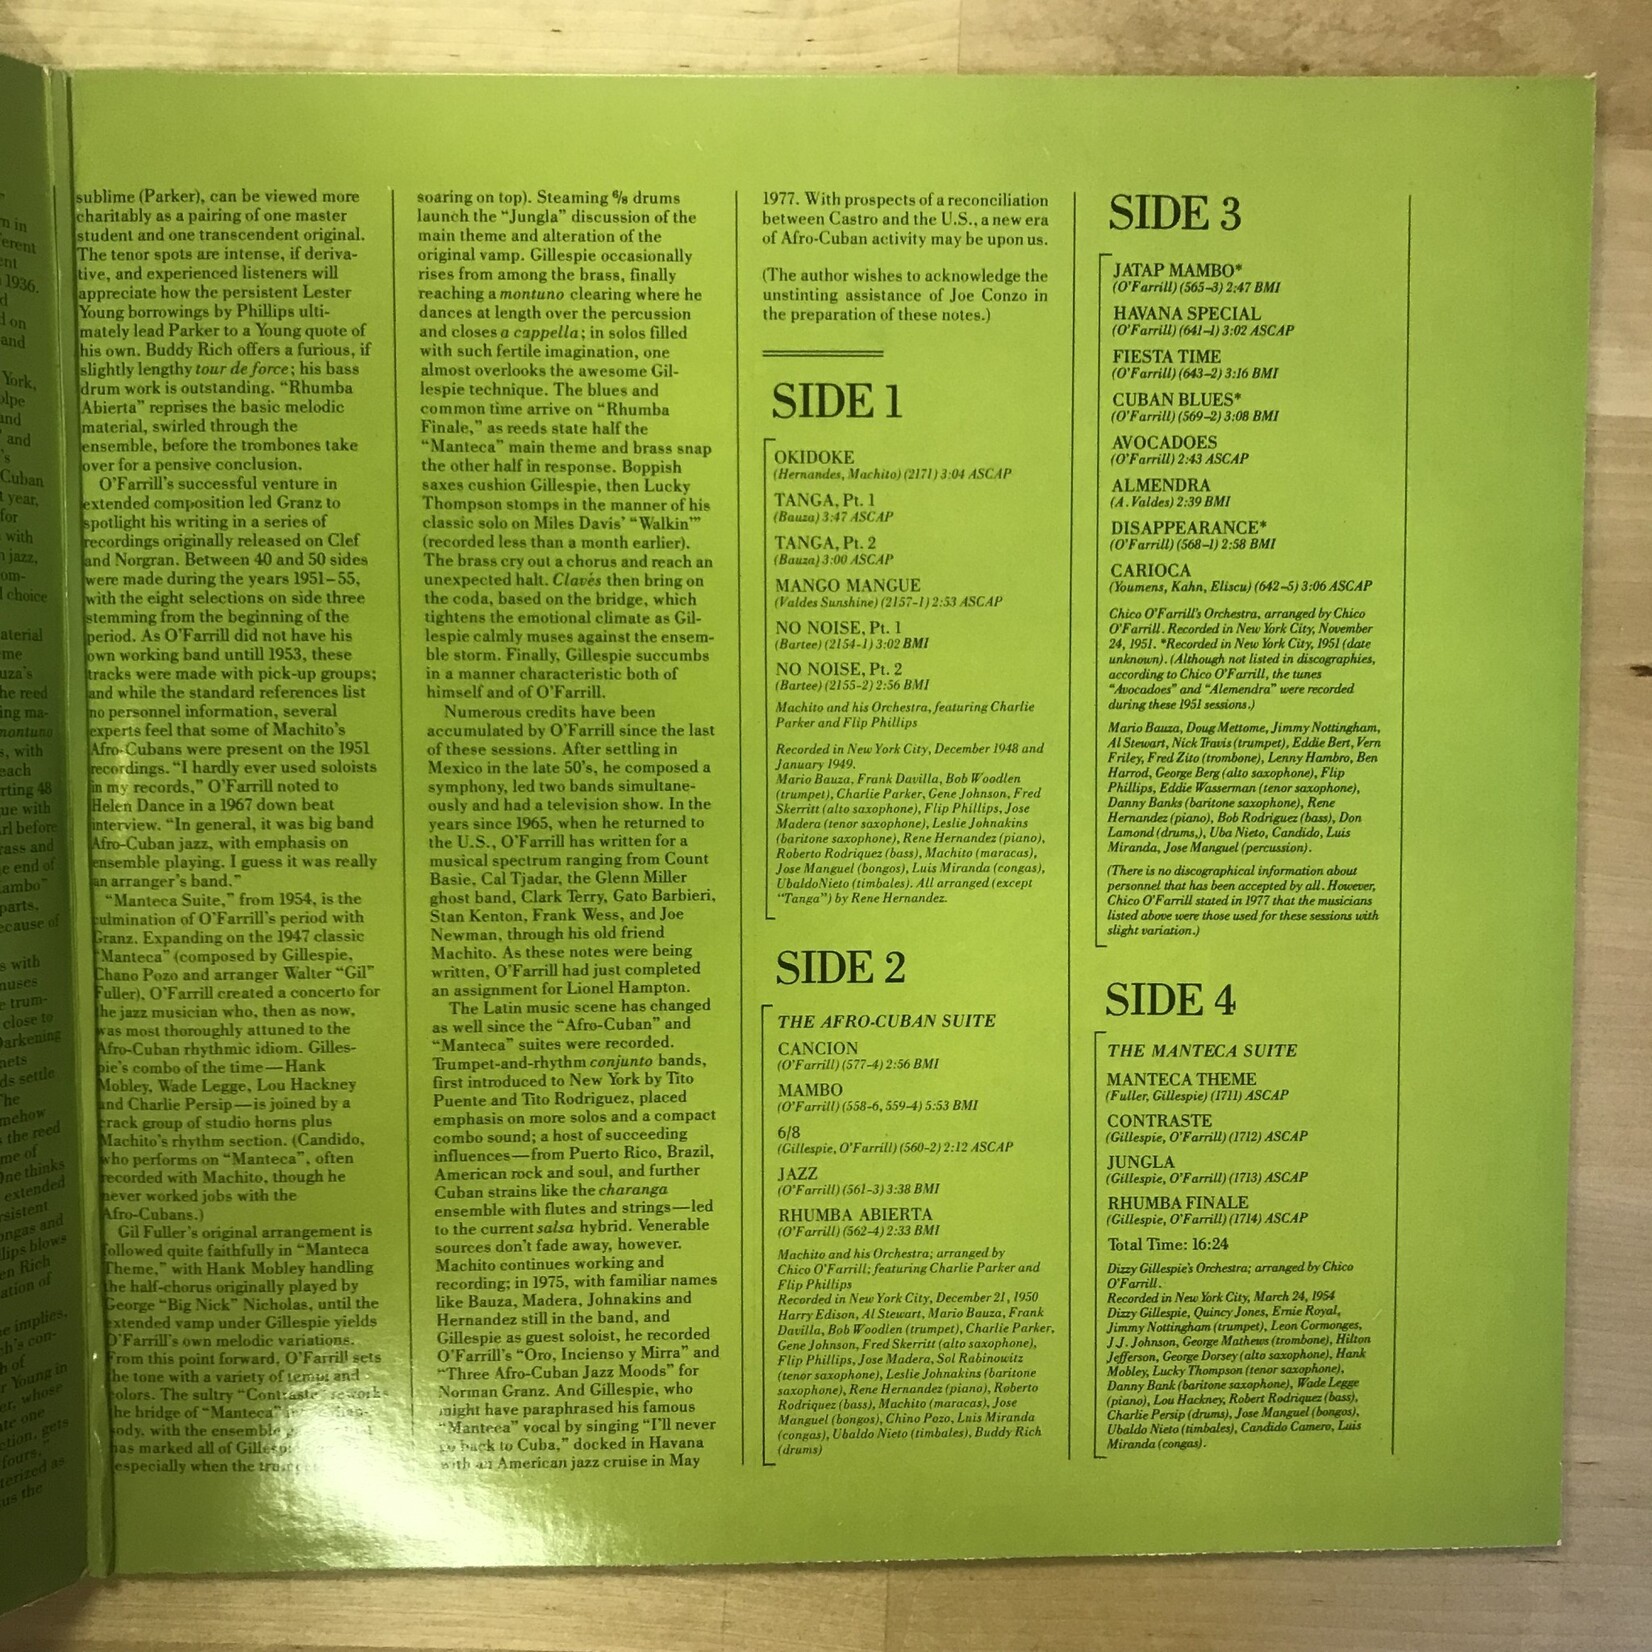 sublime (Parker), can be viewed more
charitably as a pairing of one master
student and one transcendent original.
The tenor spots are intense, if deriva-
tive, and experienced listeners will
appreciate how the persistent Lester
Young borrowings by Phillips ulti-
mately lead Parker to a Young quote of
his own. Buddy Rich offers a furious, if
slightly lengthy tour de force; his bass
drum work is outstanding. “Rhumba
Abierta” reprises the basic melodic
material, swirled through the
ensemble, before the trombones take
over for a pensive conclusion.
O’Farrill’s successful venture in
extended composition led Granz to
spotlight his writing in a series of
recordings originally released on Clef
and Norgran. Between 40 and 50 sides
were made during the years 1951–55,
with the eight selections on side three
stemming from the beginning of the
period. As O’Farrill did not have his
own working band untill 1953, these
tracks were made with pick-up groups;
and while the standard references list
no personnel information, several
experts feel that some of Machito’s
Afro-Cubans were present on the 1951
recordings. “I hardly ever used soloists
in my records,” O’Farrill noted to
Helen Dance in a 1967 down beat
interview. “In general, it was big band
Afro-Cuban jazz, with emphasis on
ensemble playing. I guess it was really
an arranger’s band.”
“Manteca Suite,” from 1954, is the
culmination of O’Farrill’s period with
Granz. Expanding on the 1947 classic
“Manteca” (composed by Gillespie,
Chano Pozo and arranger Walter “Gil”
Fuller), O’Farrill created a concerto for
the jazz musician who, then as now,
was most thoroughly attuned to the
Afro-Cuban rhythmic idiom. Gilles-
pie’s combo of the time—Hank
Mobley, Wade Legge, Lou Hackney
and Charlie Persip—is joined by a
crack group of studio horns plus
Machito’s rhythm section. (Candido,
who performs on “Manteca”, often
recorded with Machito, though he
never worked jobs with the
Afro-Cubans.)
Gil Fuller’s original arrangement is
followed quite faithfully in “Manteca
Theme,” with Hank Mobley handling
the half-chorus originally played by
George “Big Nick” Nicholas, until the
extended vamp under Gillespie yields
O’Farrill’s own melodic variations.
From this point forward, O’Farrill sets
the tone with a variety of tempi and
colors. The sultry “Contraste” reworks
the bridge of “Manteca”
with the ensemble
has marked all of
especially when the
soaring on top). Steaming 6/8 drums
launch the “Jungla” discussion of the
main theme and alteration of the
original vamp. Gillespie occasionally
rises from among the brass, finally
reaching a montuno clearing where he
dances at length over the percussion
and closes a cappella; in solos filled
with such fertile imagination, one
almost overlooks the awesome Gil-
lespie technique. The blues and
common time arrive on “Rhumba
Finale,” as reeds state half the
“Manteca” main theme and brass snap
the other half in response. Boppish
saxes cushion Gillespie, then Lucky
Thompson stomps in the manner of his
classic solo on Miles Davis’ “Walkin’”
(recorded less than a month earlier).
The brass cry out a chorus and reach an
unexpected halt. Clavès then bring on
the coda, based on the bridge, which
tightens the emotional climate as Gil-
lespie calmly muses against the ensem-
ble storm. Finally, Gillespie succumbs
in a manner characteristic both of
himself and of O’Farrill.
Numerous credits have been
accumulated by O’Farrill since the last
of these sessions. After settling in
Mexico in the late 50’s, he composed a
symphony, led two bands simultane-
ously and had a television show. In the
years since 1965, when he returned to
the U.S., O’Farrill has written for a
musical spectrum ranging from Count
Basie, Cal Tjadar, the Glenn Miller
ghost band, Clark Terry, Gato Barbieri,
Stan Kenton, Frank Wess, and Joe
Newman, through his old friend
Machito. As these notes were being
written, O’Farrill had just completed
an assignment for Lionel Hampton.
The Latin music scene has changed
as well since the “Afro-Cuban” and
“Manteca” suites were recorded.
Trumpet-and-rhythm conjunto bands,
first introduced to New York by Tito
Puente and Tito Rodriguez, placed
emphasis on more solos and a compact
combo sound; a host of succeeding
influences—from Puerto Rico, Brazil,
American rock and soul, and further
Cuban strains like the charanga
ensemble with flutes and strings—led
to the current salsa hybrid. Venerable
sources don’t fade away, however.
Machito continues working and
recording; in 1975, with familiar names
like Bauza, Madera, Johnakins and
Hernandez still in the band, and
Gillespie as guest soloist, he recorded
O’Farrill’s “Oro, Incienso y Mirra” and
“Three Afro-Cuban Jazz Moods” for
Norman Granz. And Gillespie, who
might have paraphrased his famous
“Manteca” vocal by singing “I’ll never
go back to Cuba,” docked in Havana
with an American jazz cruise in May
1977. With prospects of a reconciliation
between Castro and the U.S., a new era
of Afro-Cuban activity may be upon us.
(The author wishes to acknowledge the
unstinting assistance of Joe Conzo in
the preparation of these notes.)
SIDE 1
OKIDOKE
(Hernandes, Machito) (2171) 3:04 ASCAP
TANGA, Pt. 1
(Bauza) 3:47 ASCAP
TANGA, Pt. 2
(Bauza) 3:00 ASCAP
MANGO MANGUE
(Valdes Sunshine) (2157-1) 2:53 ASCAP
NO NOISE, Pt. 1
(Bartee) (2154-1) 3:02 BMI
NO NOISE, Pt. 2
(Bartee) (2155-2) 2:56 BMI
Machito and his Orchestra, featuring Charlie
Parker and Flip Phillips
Recorded in New York City, December 1948 and
January 1949.
Mario Bauza, Frank Davilla, Bob Woodlen
(trumpet), Charlie Parker, Gene Johnson, Fred
Skerritt (alto saxophone), Flip Phillips, Jose
Madera (tenor saxophone), Leslie Johnakins
(baritone saxophone), Rene Hernandez (piano),
Roberto Rodriquez (bass), Machito (maracas),
Jose Manguel (bongos), Luis Miranda (congas),
UbaldoNieto (timbales). All arranged (except
“Tanga”) by Rene Hernandez.
SIDE 2
THE AFRO-CUBAN SUITE
CANCION
(O’Farrill) (577-4) 2:56 BMI
MAMBO
(O’Farrill) (558-6, 559-4) 5:53 BMI
6/8
(Gillespie, O’Farrill) (560-2) 2:12 ASCAP
JAZZ
(O’Farrill) (561-3) 3:38 BMI
RHUMBA ABIERTA
(O’Farrill) (562-4) 2:33 BMI
Machito and his Orchestra; arranged by
Chico O’Farrill; featuring Charlie Parker and
Flip Phillips
Recorded in New York City, December 21, 1950
Harry Edison, Al Stewart, Mario Bauza, Frank
Davilla, Bob Woodlen (trumpet), Charlie Parker,
Gene Johnson, Fred Skerritt (alto saxophone),
Flip Phillips, Jose Madera, Sol Rabinowitz
(tenor saxophone), Leslie Johnakins (baritone
saxophone), Rene Hernandez (piano), Roberto
Rodriquez (bass), Machito (maracas), Jose
Manguel (bongos), Chino Pozo, Luis Miranda
(congas), Ubaldo Nieto (timbales), Buddy Rich
(drums)
SIDE 3
JATAP MAMBO*
(O’Farrill) (565-3) 2:47 BMI
HAVANA SPECIAL
(O’Farrill) (641-1) 3:02 ASCAP
FIESTA TIME
(O’Farrill) (643-2) 3:16 BMI
CUBAN BLUES*
(O’Farrill) (569-2) 3:08 BMI
AVOCADOES
(O’Farrill) 2:43 ASCAP
ALMENDRA
(A. Valdes) 2:39 BMI
DISAPPEARANCE*
(O’Farrill) (568-1) 2:58 BMI
CARIOCA
(Youmens, Kahn, Eliscu) (642-5) 3:06 ASCAP
Chico O’Farrill’s Orchestra, arranged by Chico
O’Farrill. Recorded in New York City, November
24, 1951. *Recorded in New York City, 1951 (date
unknown). (Although not listed in discographies,
according to Chico O’Farrill, the tunes
“Avocadoes” and “Alemendra” were recorded
during these 1951 sessions.)
Mario Bauza, Doug Mettome, Jimmy Nottingham,
Al Stewart, Nick Travis (trumpet), Eddie Bert, Vern
Friley, Fred Zito (trombone), Lenny Hambro, Ben
Harrod, George Berg (alto saxophone), Flip
Phillips, Eddie Wasserman (tenor saxophone),
Danny Banks (baritone saxophone), Rene
Hernandez (piano), Bob Rodriguez (bass), Don
Lamond (drums,), Uba Nieto, Candido, Luis
Miranda, Jose Manguel (percussion).
(There is no discographical information about
personnel that has been accepted by all. However,
Chico O’Farrill stated in 1977 that the musicians
listed above were those used for these sessions with
slight variation.)
SIDE 4
THE MANTECA SUITE
MANTECA THEME
(Fuller, Gillespie) (1711) ASCAP
CONTRASTE
(Gillespie, O’Farrill) (1712) ASCAP
JUNGLA
(Gillespie, O’Farrill) (1713) ASCAP
RHUMBA FINALE
(Gillespie, O’Farrill) (1714) ASCAP
Total Time: 16:24
Dizzy Gillespie’s Orchestra; arranged by Chico
O’Farrill.
Recorded in New York City, March 24, 1954
Dizzy Gillespie, Quincy Jones, Ernie Royal,
Jimmy Nottingham (trumpet), Leon Cormonges,
J.J. Johnson, George Mathews (trombone), Hilton
Jefferson, George Dorsey (alto saxophone), Hank
Mobley, Lucky Thompson (tenor saxophone),
Danny Bank (baritone saxophone), Wade Legge
(piano), Lou Hackney, Robert Rodriguez (bass),
Charlie Persip (drums), Jose Manguel (bongos),
Ubaldo Nieto (timbales), Candido Camero, Luis
Miranda (congas).